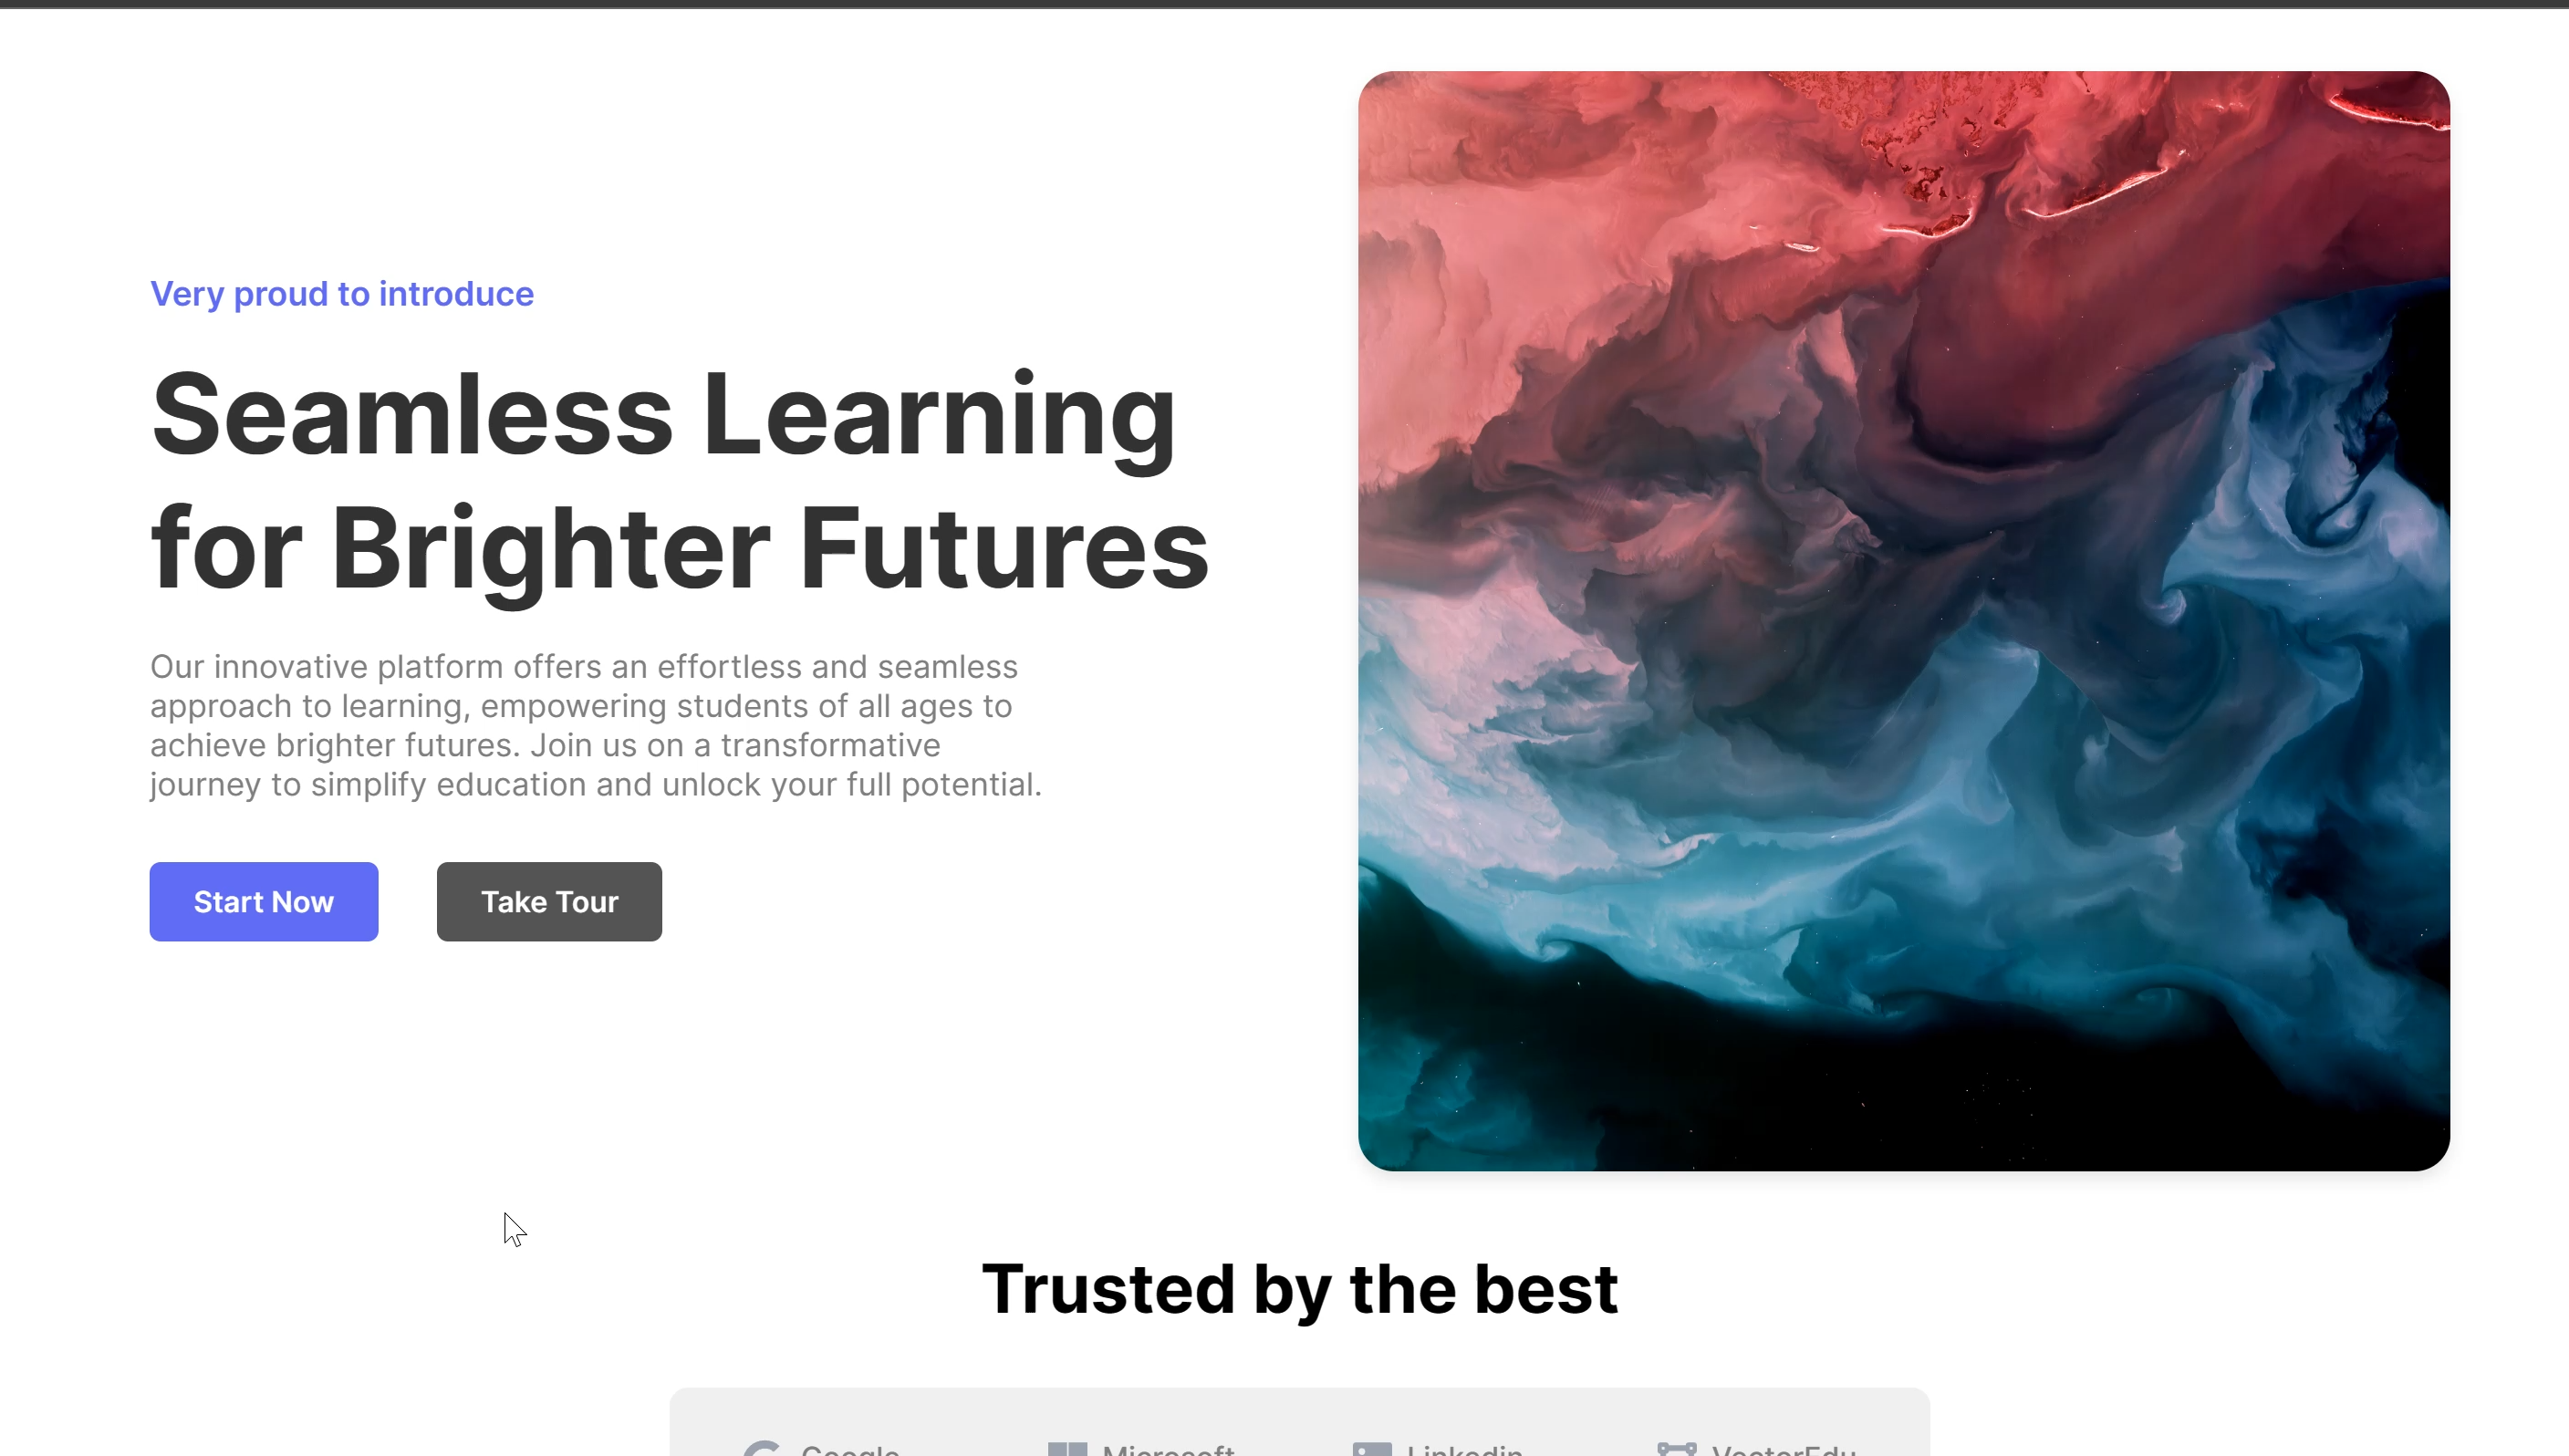 Very proud to introduce
Seamless Learning
for Brighter Futures
Our innovative platform offers an effortless and seamless
approach to learning, empowering students of all ages to
achieve brighter futures. Join us on a transformative
journey to simplify education and unlock your full potential.
Start Now
Take Tour
Trusted by the best
Google
Microsoft
Linkedin
VectorEdu